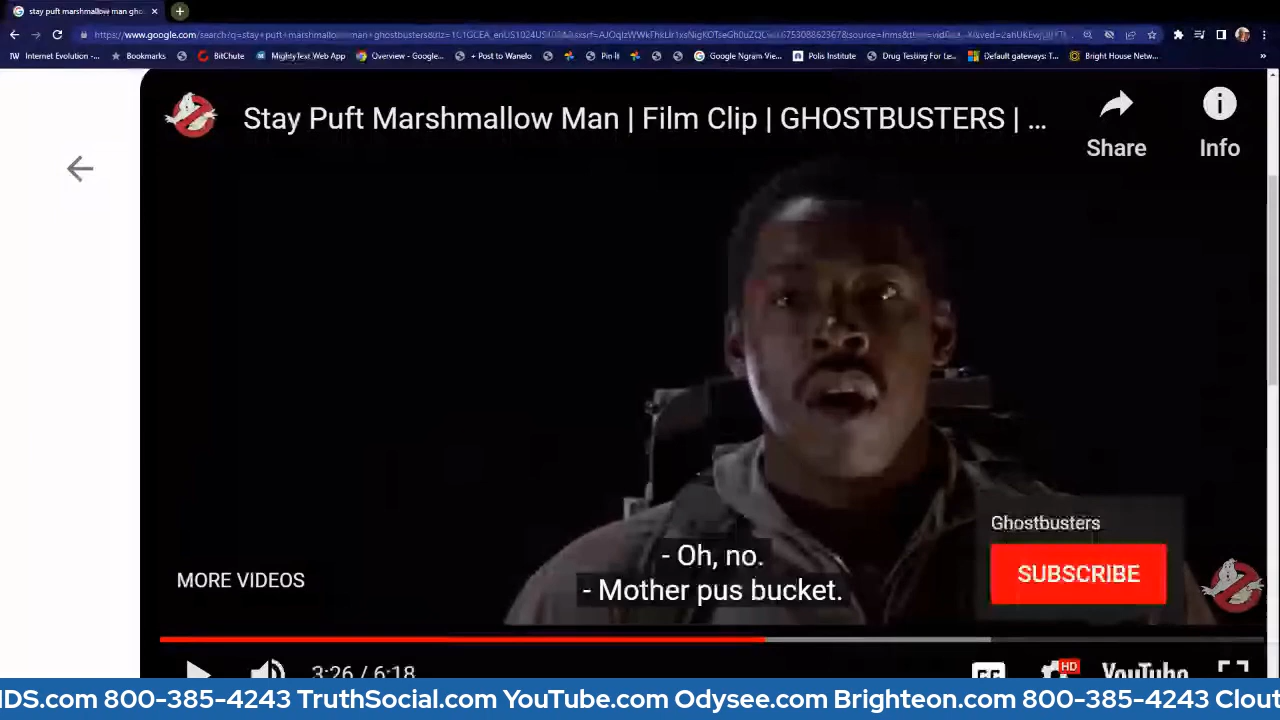 stay puft marshmallow man gho
Internet Evolution -... Bookmarks BitChute MightyText Web App Overview - Google... + Post to Wanelo Pin It Google Ngram View... Polis Institute Drug Testing For Le... Default gateways: T... Bright House Netw...
Stay Puft Marshmallow Man | Film Clip | GHOSTBUSTERS | ...
Share
Info
Ghostbusters
SUBSCRIBE
- Oh, no.
- Mother pus bucket.
MORE VIDEOS
3:26 / 6:18
CC
HD
YouTube
IDS.com 800-385-4243 TruthSocial.com YouTube.com Odysee.com Brighteon.com 800-385-4243 Clout